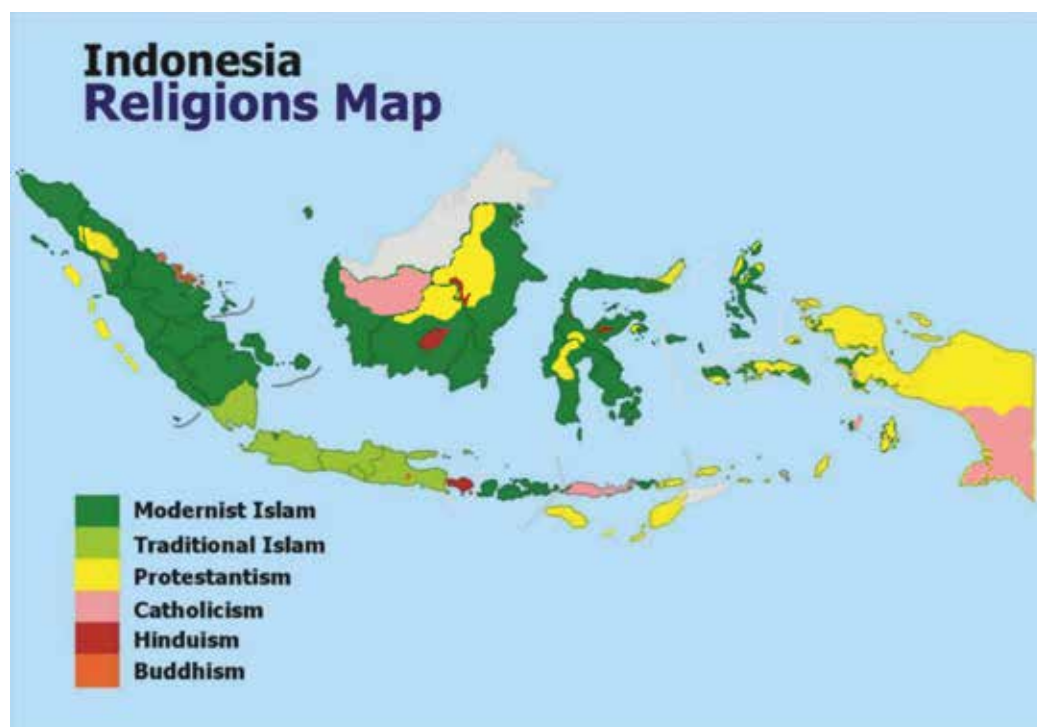 Indonesia
Religions Map
Modernist Islam
Traditional Islam
Protestantism
Catholicism
Hinduism
Buddhism